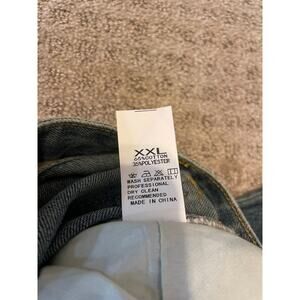 XXL
65%COTTON
35%POLYESTER
WASH SEPARATELY
PROFESSIONAL
DRY CLEAN
RECOMMENDED
MADE IN CHINA